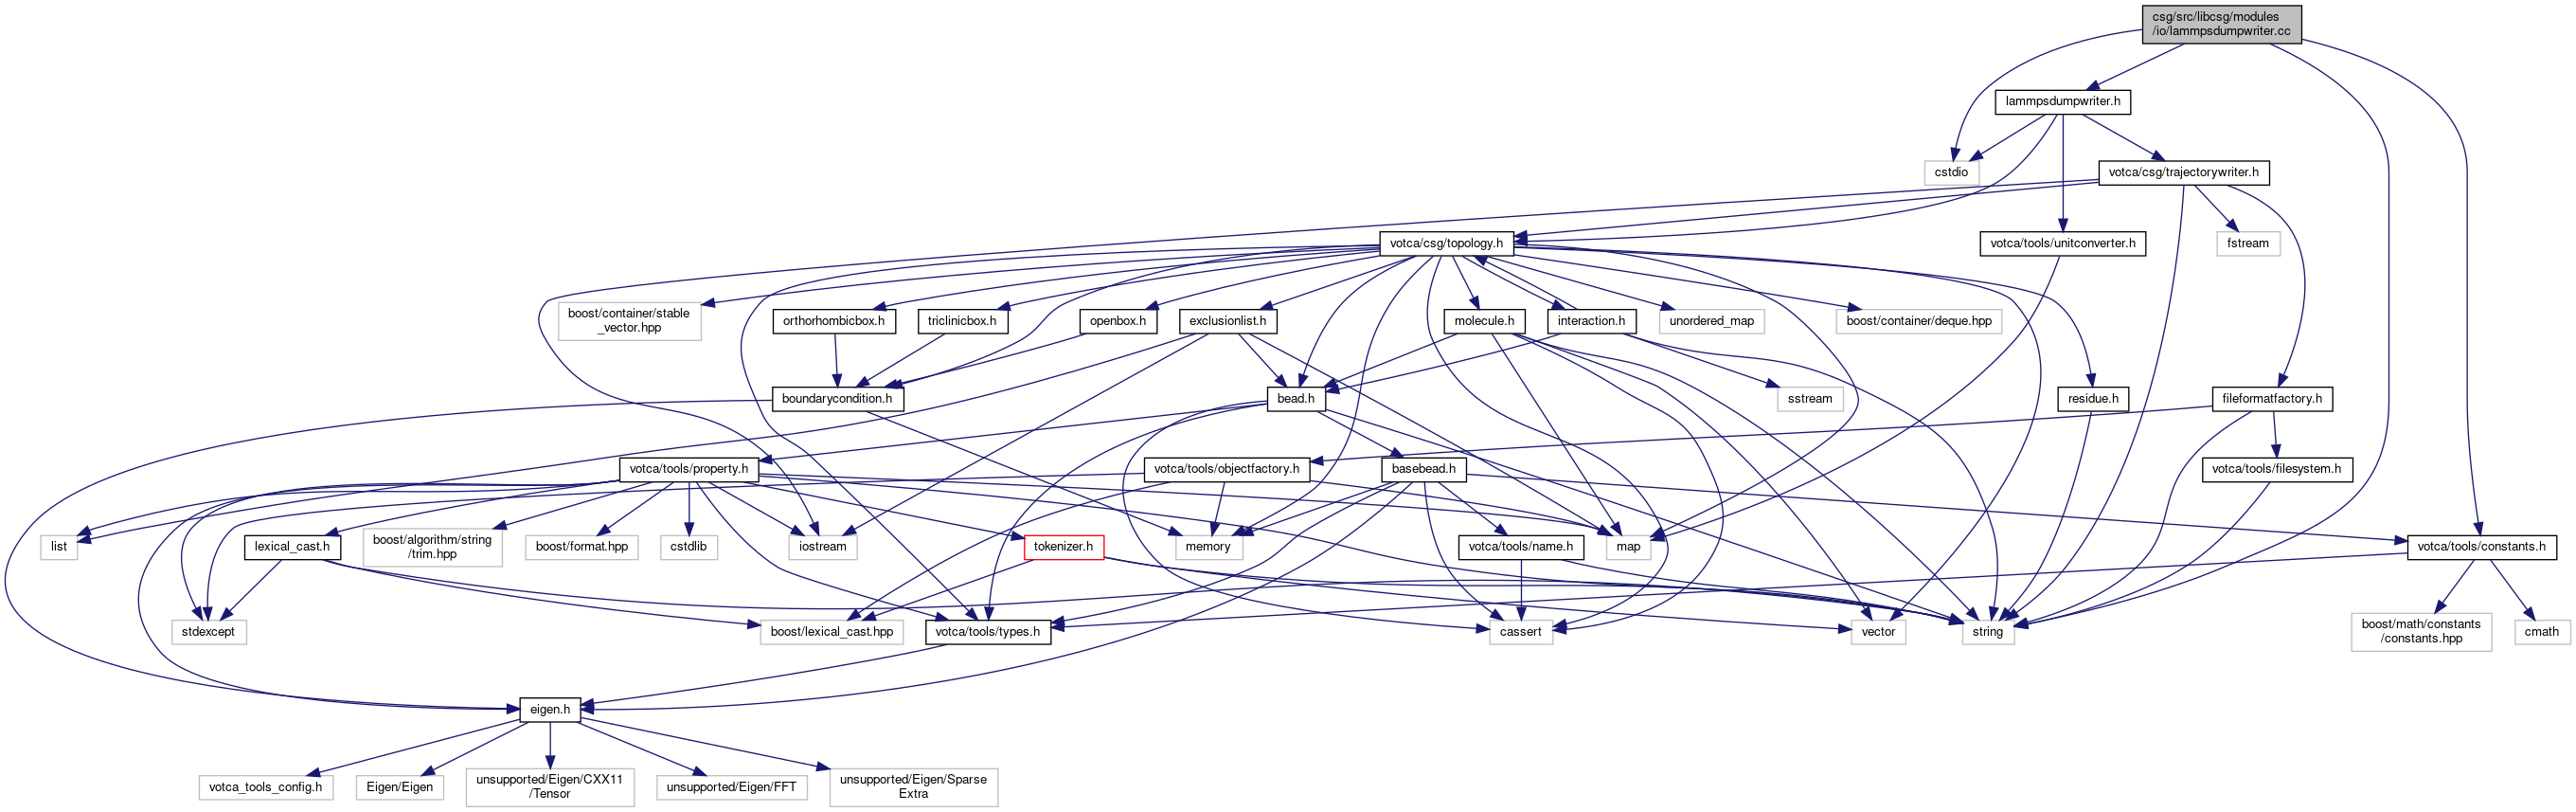 csg/src/libcsg/modules
/io/lammpsdumpwriter.cc
lammpsdumpwriter.h
cstdio
votca/csg/trajectorywriter.h
votca/csg/topology.h
votca/tools/unitconverter.h
fstream
boost/container/stable
_vector.hpp
orthorhombicbox.h
triclinicbox.h
openbox.h
exclusionlist.h
molecule.h
interaction.h
unordered_map
boost/container/deque.hpp
boundarycondition.h
bead.h
sstream
residue.h
fileformatfactory.h
votca/tools/property.h
votca/tools/objectfactory.h
basebead.h
votca/tools/filesystem.h
list
lexical_cast.h
boost/algorithm/string
/trim.hpp
boost/format.hpp
cstdlib
iostream
tokenizer.h
memory
votca/tools/name.h
map
votca/tools/constants.h
stdexcept
boost/lexical_cast.hpp
votca/tools/types.h
cassert
vector
string
boost/math/constants
/constants.hpp
cmath
eigen.h
votca_tools_config.h
Eigen/Eigen
unsupported/Eigen/CXX11
/Tensor
unsupported/Eigen/FFT
unsupported/Eigen/Sparse
Extra